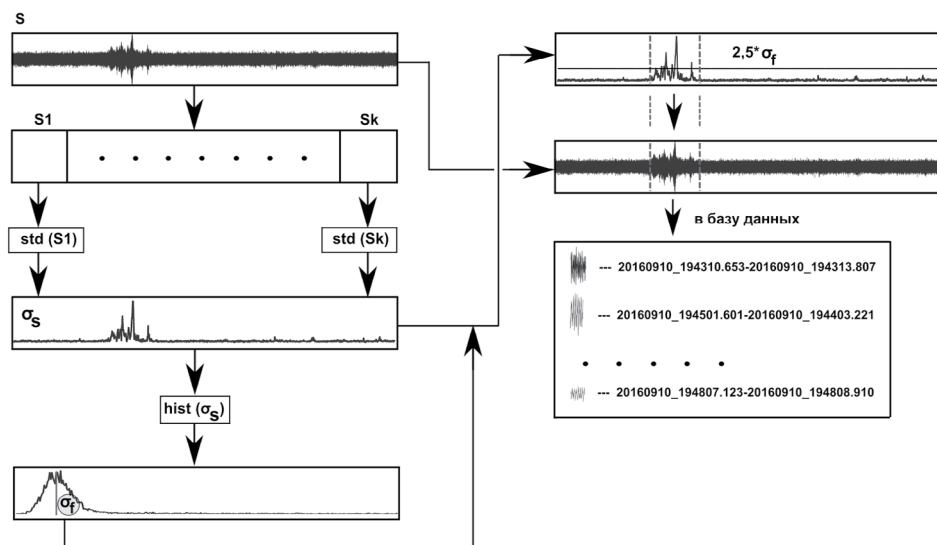 S
S1
Sk
std (S1)
std (Sk)
σs
hist (σs)
σf
2,5* σf
в базу данных
--- 20160910_194310.653-20160910_194313.807
--- 20160910_194501.601-20160910_194403.221
--- 20160910_194807.123-20160910_194808.910